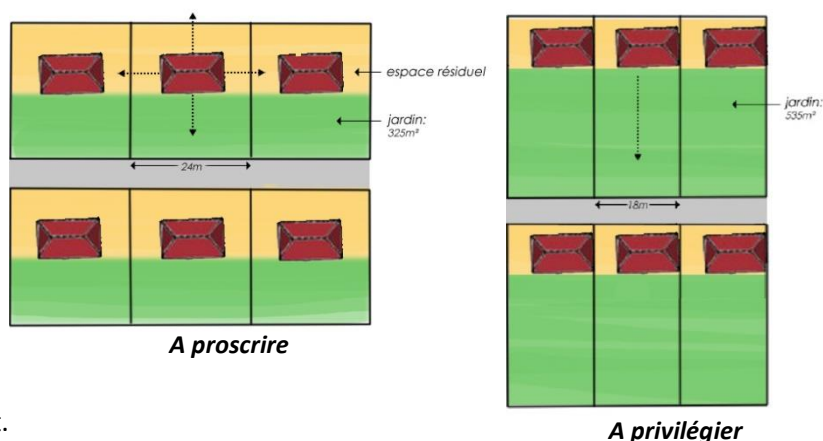 espace résiduel
jardin:
325m²
24m
A proscrire
jardin:
535m²
18m
A privilégier